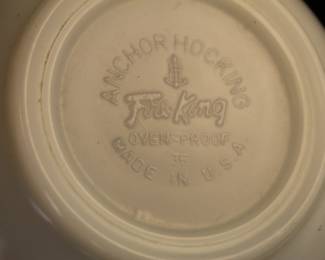 ANCHOR HOCKING
Fire-King
OVEN-PROOF
35
MADE IN U.S.A